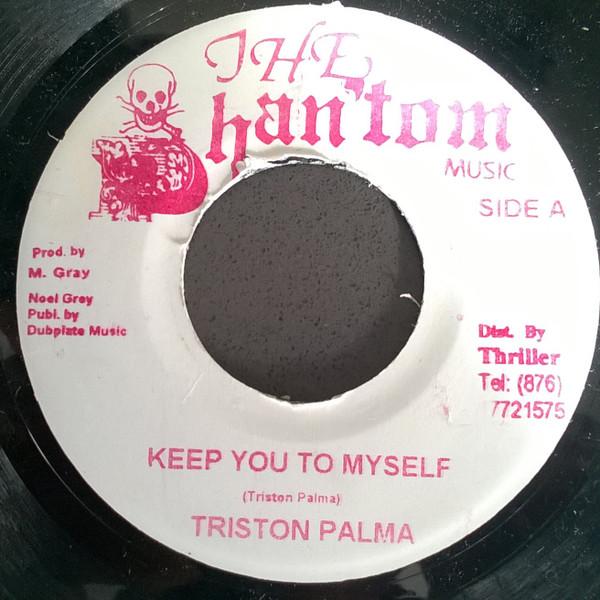 THE
Phantom
MUSIC
SIDE A
Prod. by
M. Gray
Noel Grey
Publ. by
Dubplate Music
Dist. By
Thriller
Tel: (876)
7721575
KEEP YOU TO MYSELF
(Triston Palma)
TRISTON PALMA